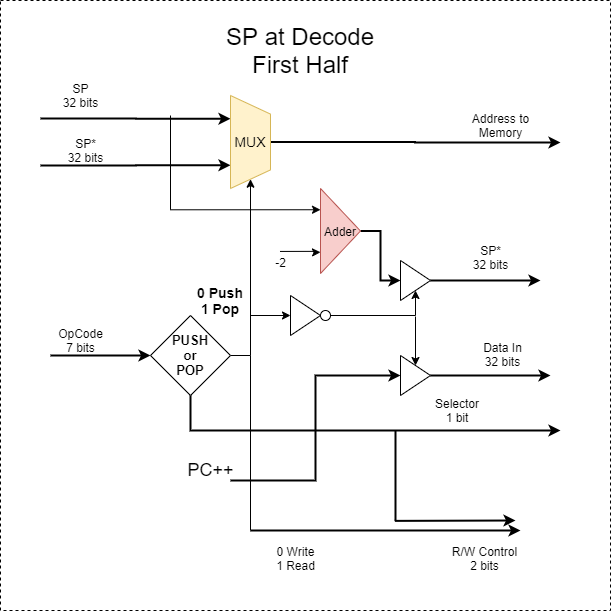 SP at Decode
First Half
SP
32 bits
SP*
32 bits
MUX
Address to
Memory
Adder
-2
SP*
32 bits
0 Push
1 Pop
OpCode
7 bits
PUSH
or
POP
Data In
32 bits
Selector
1 bit
PC++
0 Write
1 Read
R/W Control
2 bits